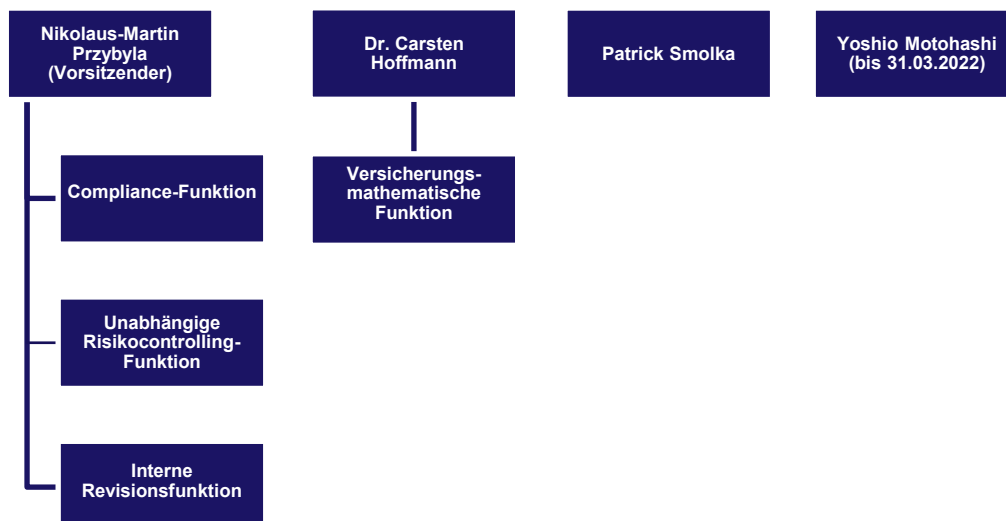 Nikolaus-Martin
Przybyla
(Vorsitzender)
Dr. Carsten
Hoffmann
Patrick Smolka
Yoshio Motohashi
(bis 31.03.2022)
Compliance-Funktion
Versicherungs-
mathematische
Funktion
Unabhängige
Risikocontrolling-
Funktion
Interne
Revisionsfunktion